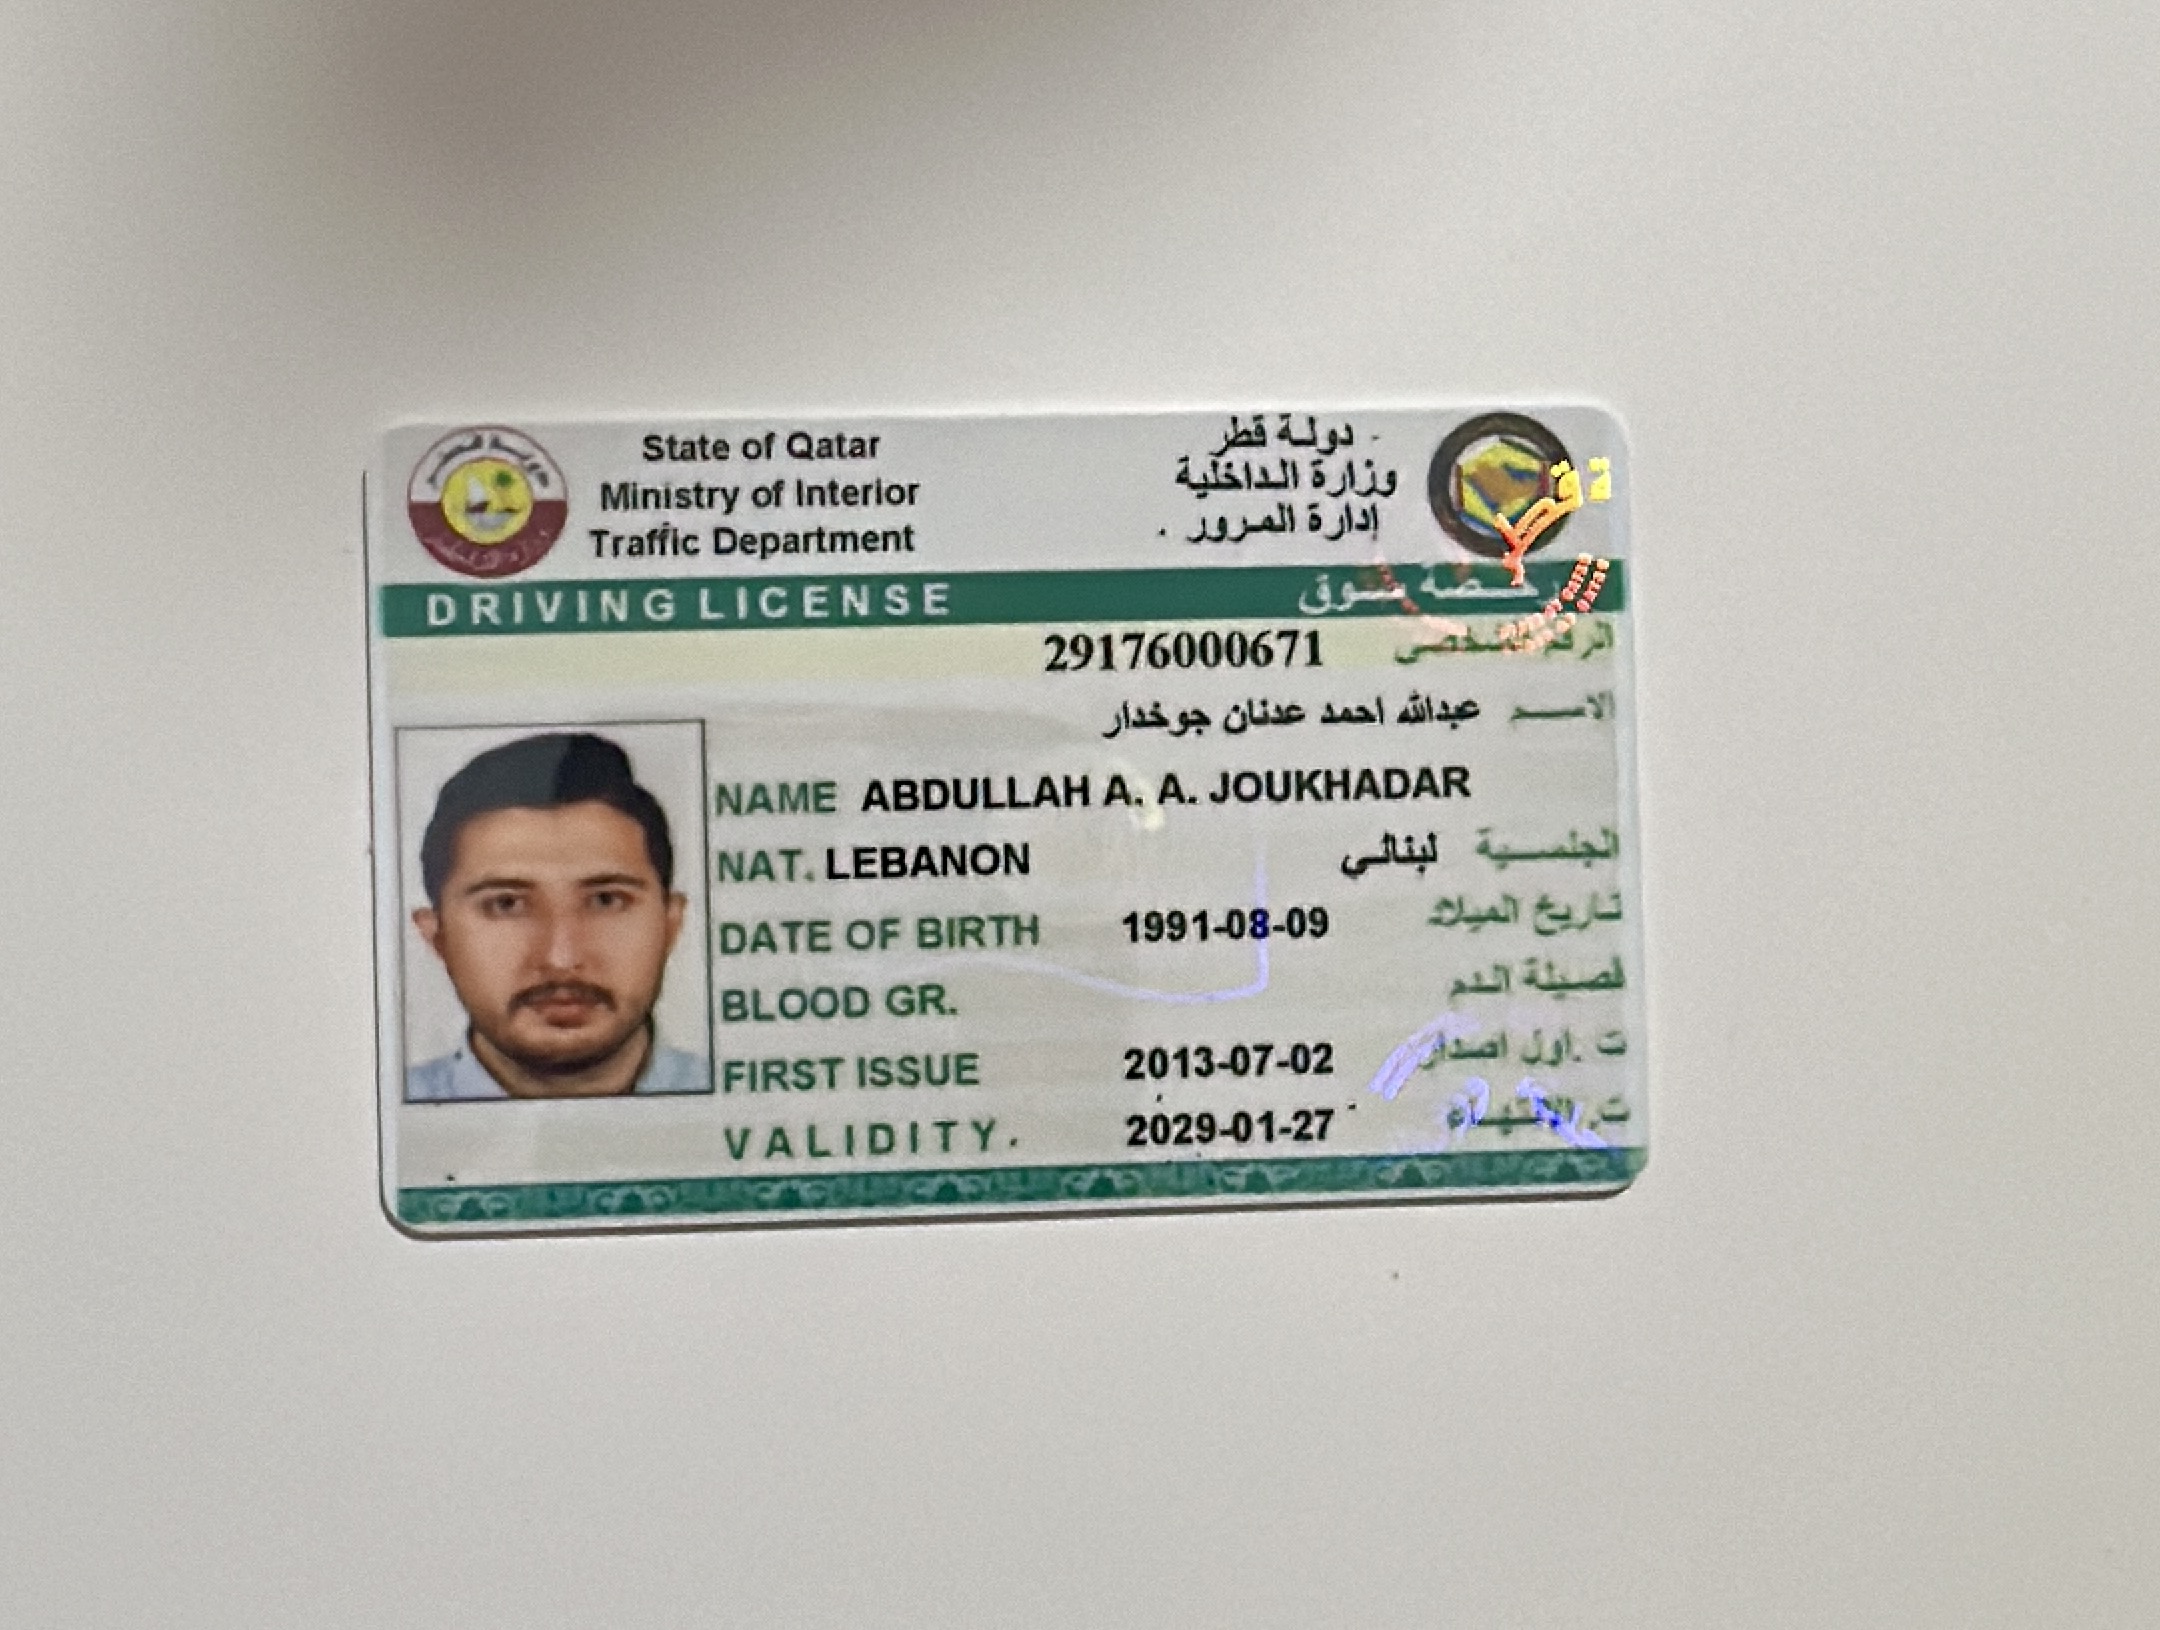 State of Qatar
Ministry of Interior
Traffic Department
دولة قطر
وزارة الداخلية
إدارة المرور
DRIVING LICENSE رخصة سوق
29176000671 الرقم الشخصي
الاسم عبدالله احمد عدنان جوخدار
NAME ABDULLAH A. A. JOUKHADAR
NAT. LEBANON لبناني الجنسية
DATE OF BIRTH 1991-08-09 تاريخ الميلاد
BLOOD GR. فصيلة الدم
FIRST ISSUE 2013-07-02 ت .اول اصدار
VALIDITY. 2029-01-27 ت. الانتهاء